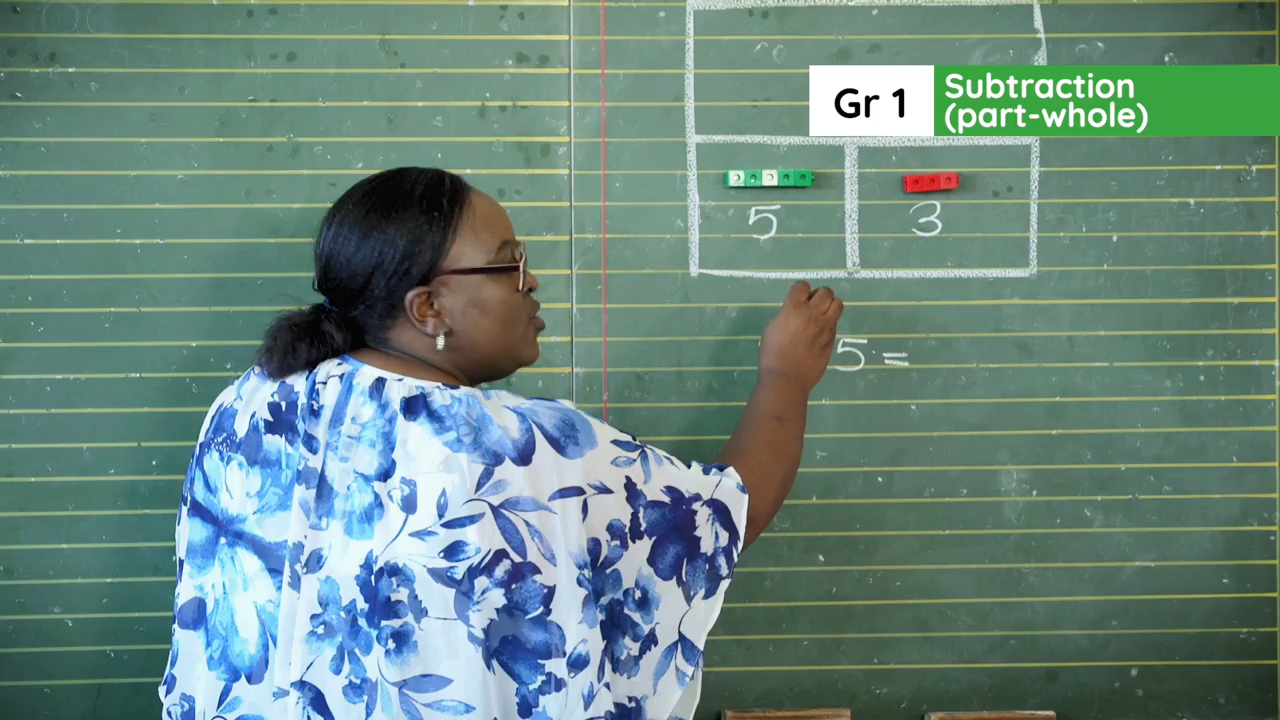 Gr 1
Subtraction
(part-whole)
5 3
5 =